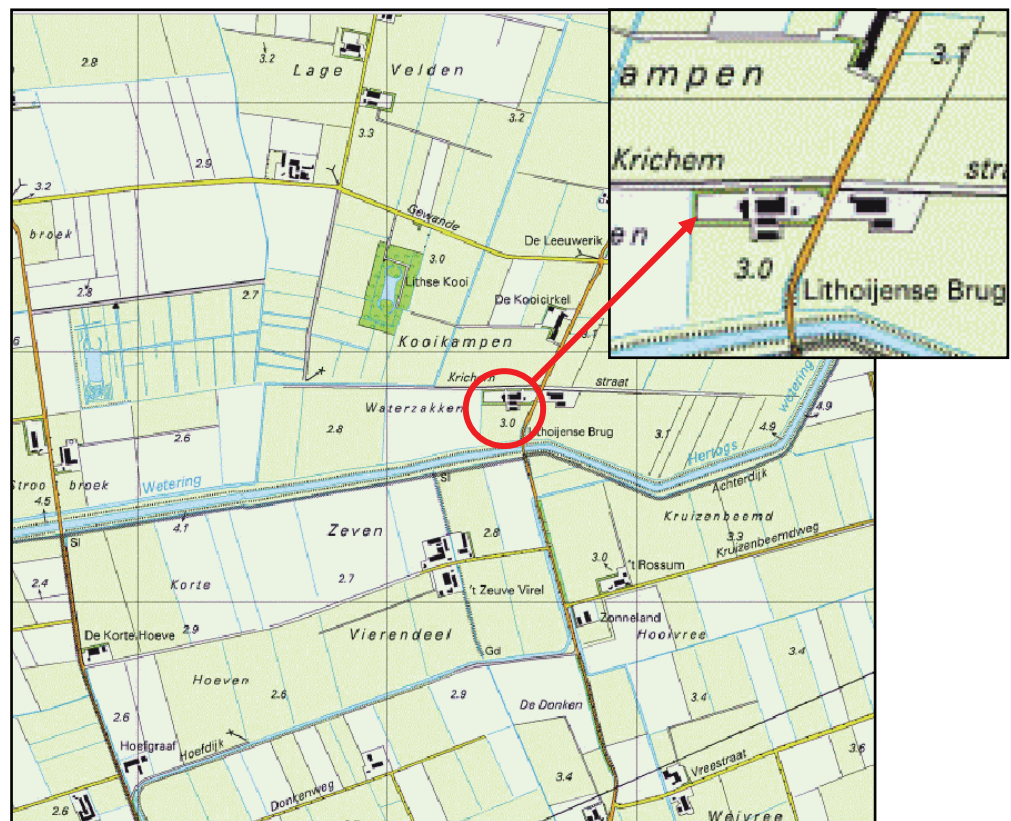 2.8
3.2
Lage Velden
3.2
3.3
2.9
3.2
broek
Gewande
De Leeuwerik
3.0
Lithse Kooi
2.8
2.7
De Kooicirkel
3.1
Kooikampen
Krichem straat
Waterzakken
3.0
Lithoijense Brug
2.8
2.6
3.1
4.9
4.9
Wetering
Hertogs wetering
Achterdijk
Stroo broek
4.5
4.1
Sl
Sl
Zeven
2.8
Kruizenbeemd
3.3
Kruizenbeemdweg
3.0
't Rossum
2.4
Korte
2.7
't Zeuve Virel
Zonneland
Hooivree
De Korte Hoeve
2.9
Vierendeel
Gd
3.4
Hoeven
2.6
2.9
3.4
De Donken
2.6
Hoefgraaf
Hoefdijk
Vreestraat
3.6
Donkenweg
3.4
2.6
Weivree
ampen
3.1
Krichem
stra
en
3.0
Lithoijense Brug